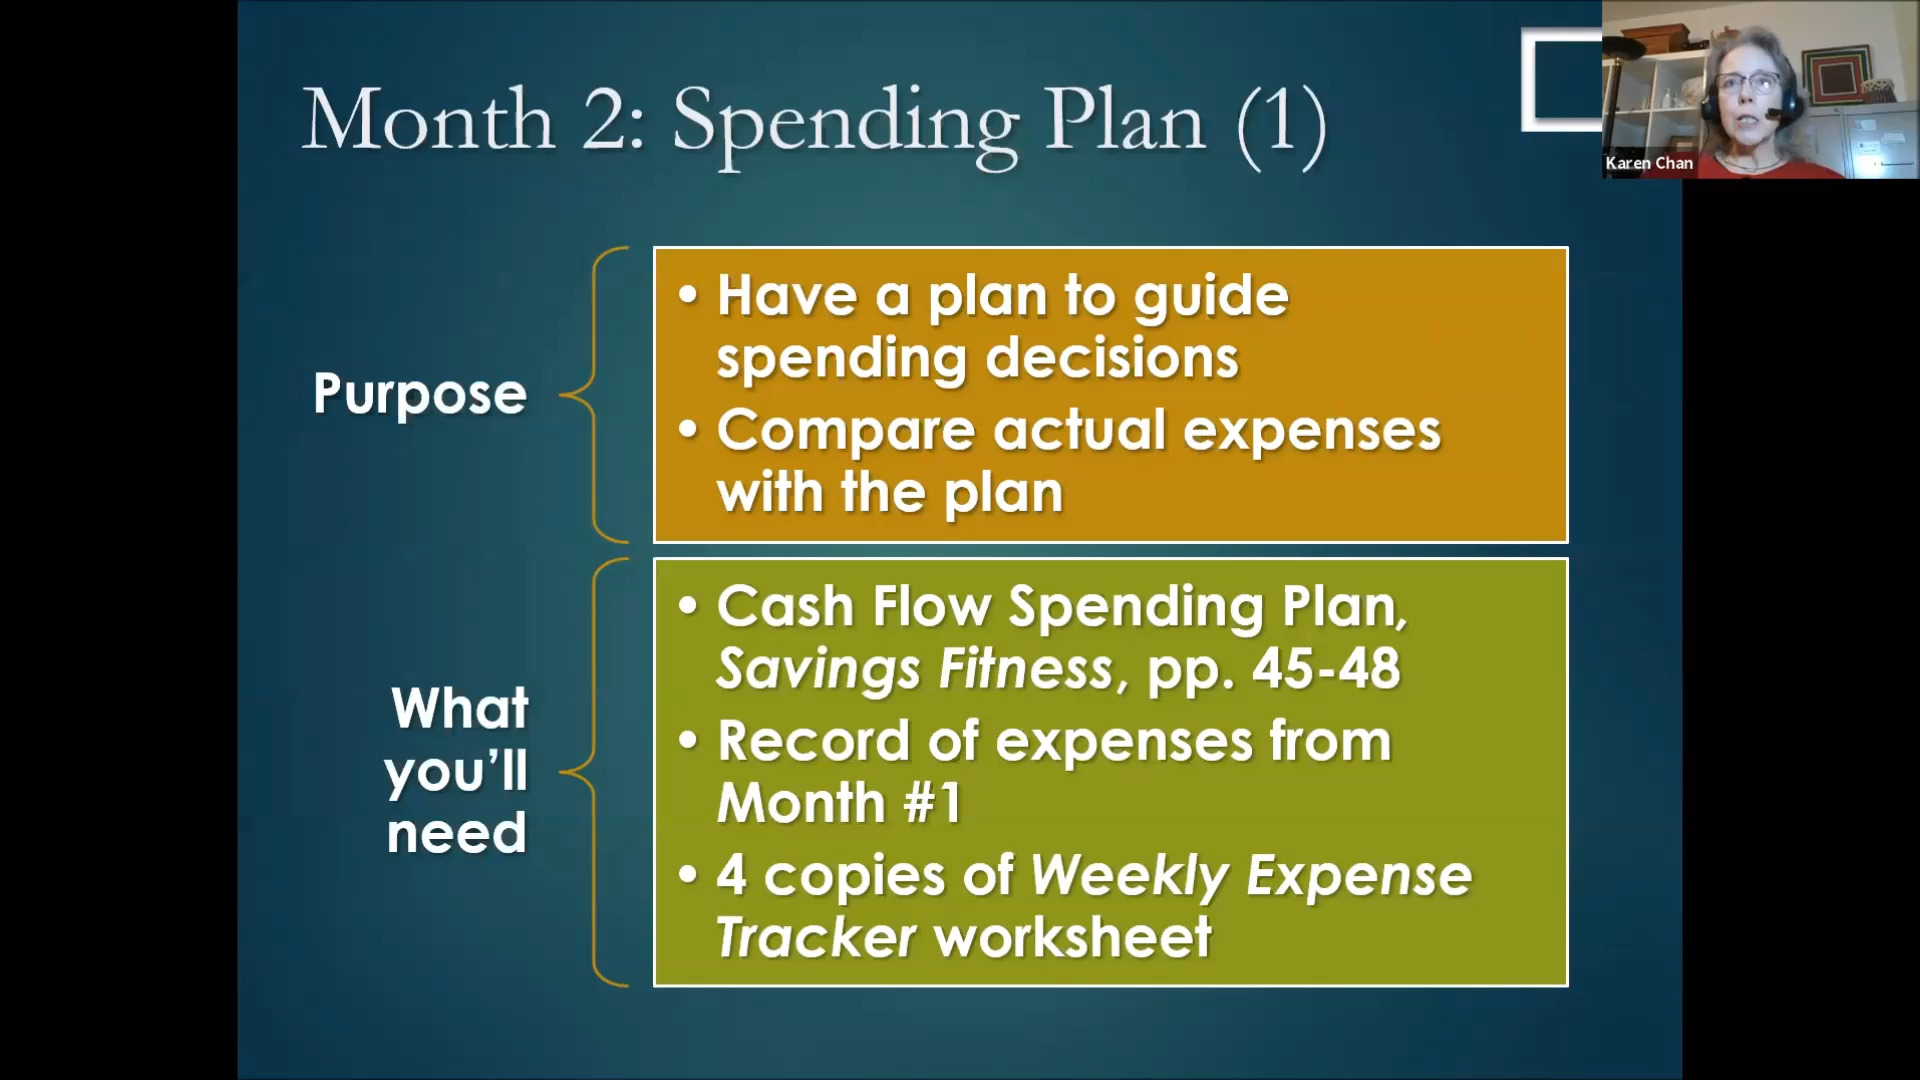 Month 2: Spending Plan (1)
Karen Chan
Purpose
• Have a plan to guide
spending decisions
• Compare actual expenses
with the plan
What
you’ll
need
• Cash Flow Spending Plan,
Savings Fitness, pp. 45-48
• Record of expenses from
Month #1
• 4 copies of Weekly Expense
Tracker worksheet